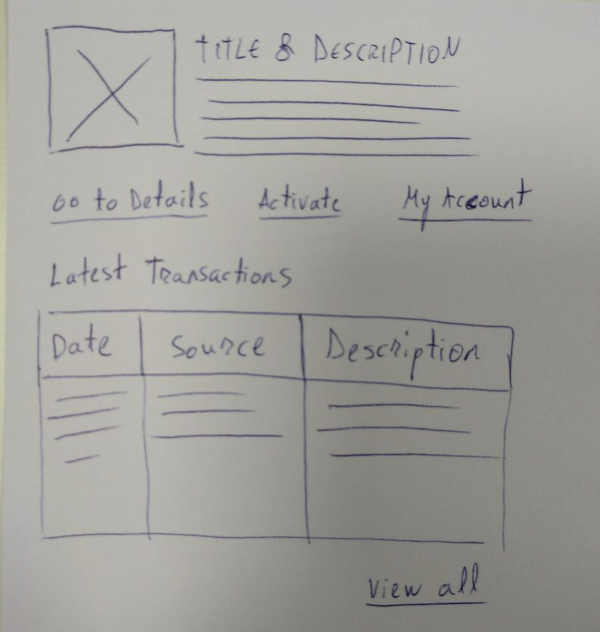 TITLE & DESCRIPTION
Go to Details Activate My Account
Latest Transactions
Date Source Description
View all